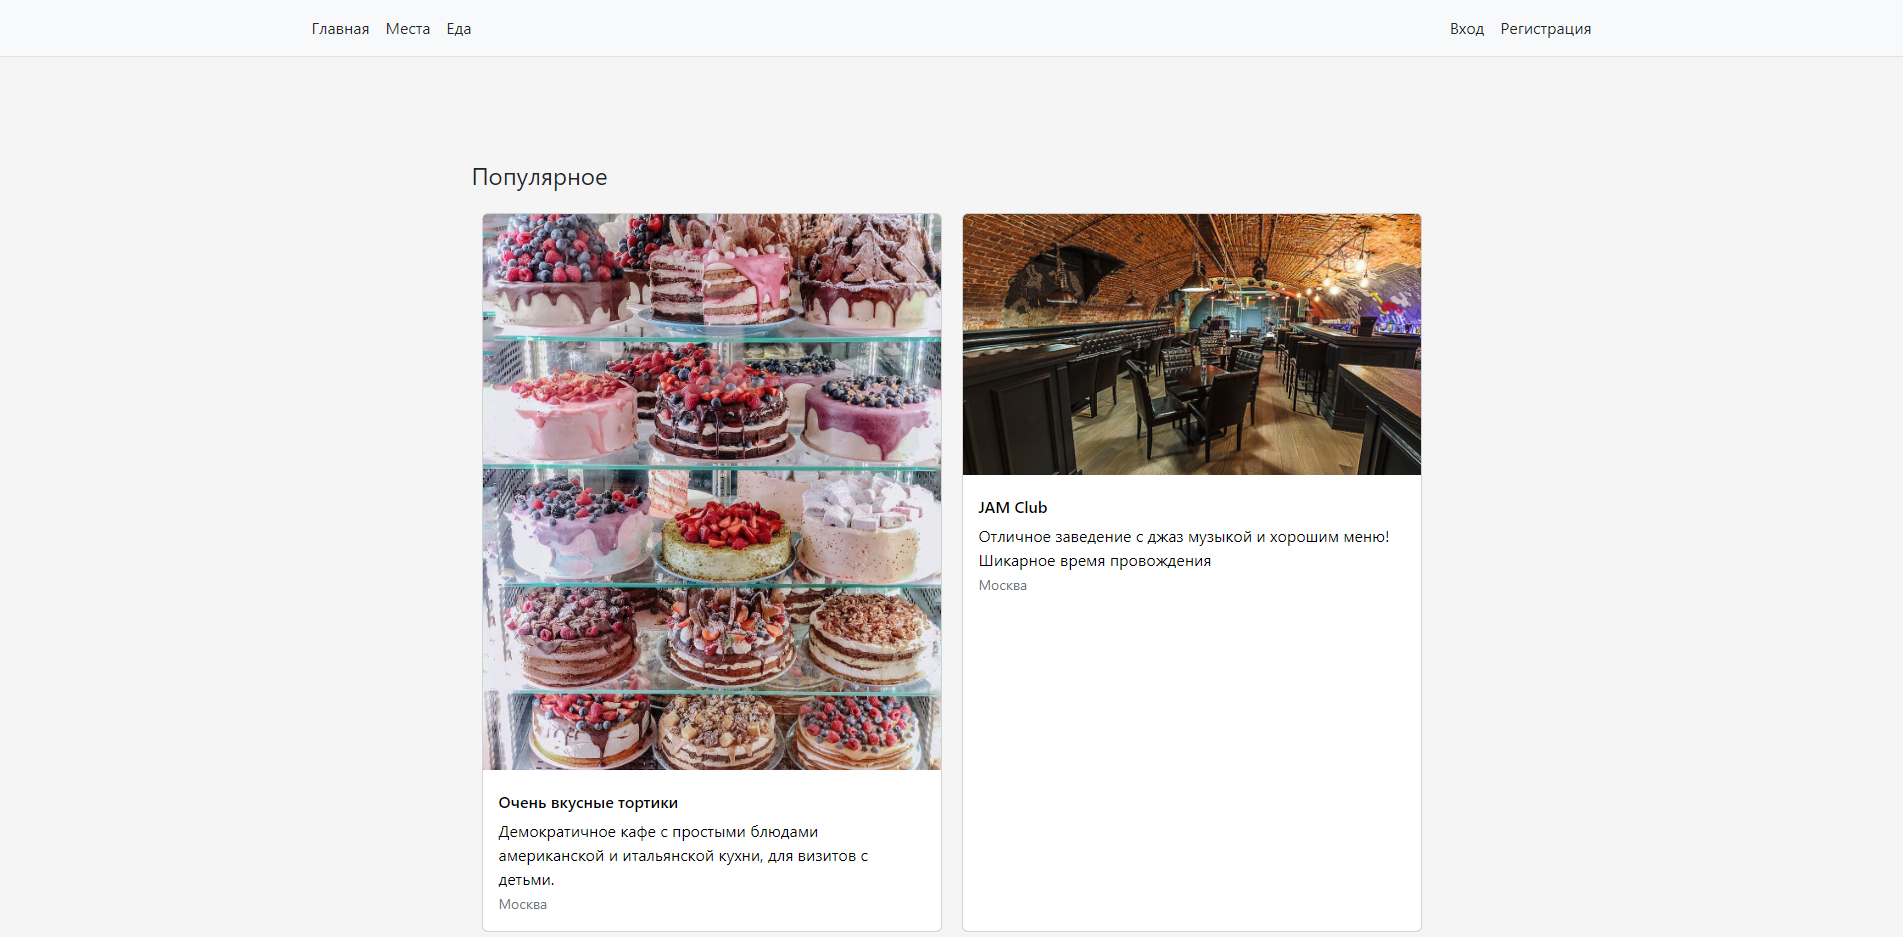 Главная Места Еда Вход Регистрация
Популярное
Очень вкусные тортики
Демократичное кафе с простыми блюдами
американской и итальянской кухни, для визитов с
детьми.
Москва
JAM Club
Отличное заведение с джаз музыкой и хорошим меню!
Шикарное время провождения
Москва